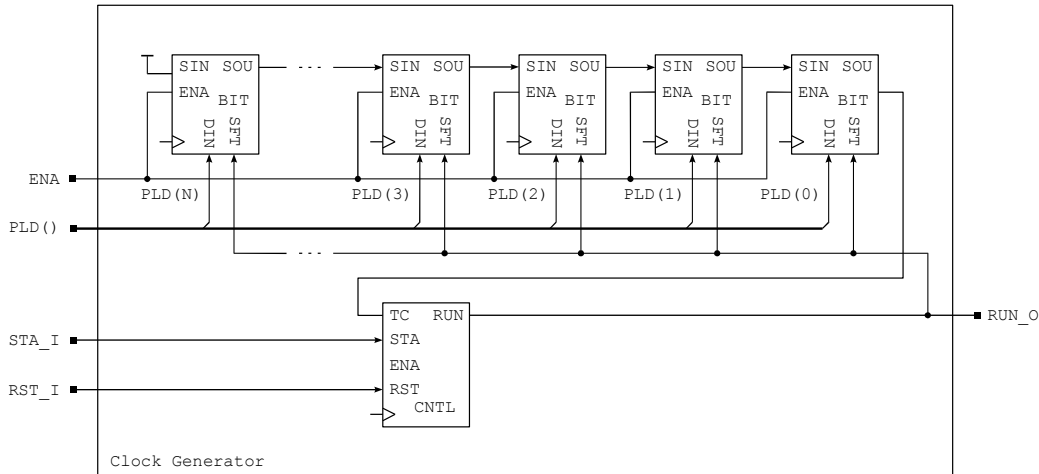 SIN SOU --- SIN SOU SIN SOU SIN SOU SIN SOU
ENA ENA ENA ENA ENA
BIT BIT BIT BIT BIT
DIN SFT DIN SFT DIN SFT DIN SFT DIN SFT
ENA
PLD(N) PLD(3) PLD(2) PLD(1) PLD(0)
PLD()
---
TC RUN
RUN_O
STA_I STA
ENA
RST_I RST
CNTL
Clock Generator